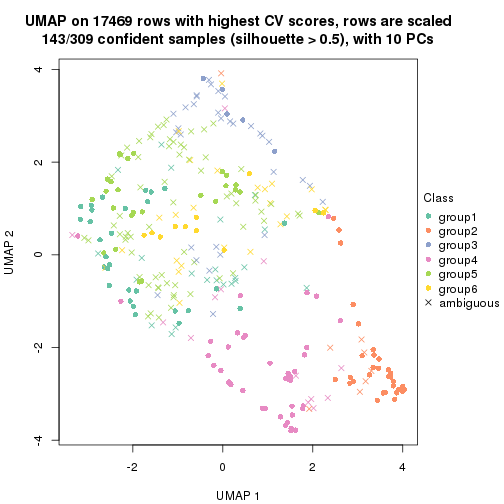 UMAP on 17469 rows with highest CV scores, rows are scaled
143/309 confident samples (silhouette > 0.5), with 10 PCs
4
2
0
-2
-4
UMAP 2
-2
0
2
4
UMAP 1
Class
group1
group2
group3
group4
group5
group6
ambiguous